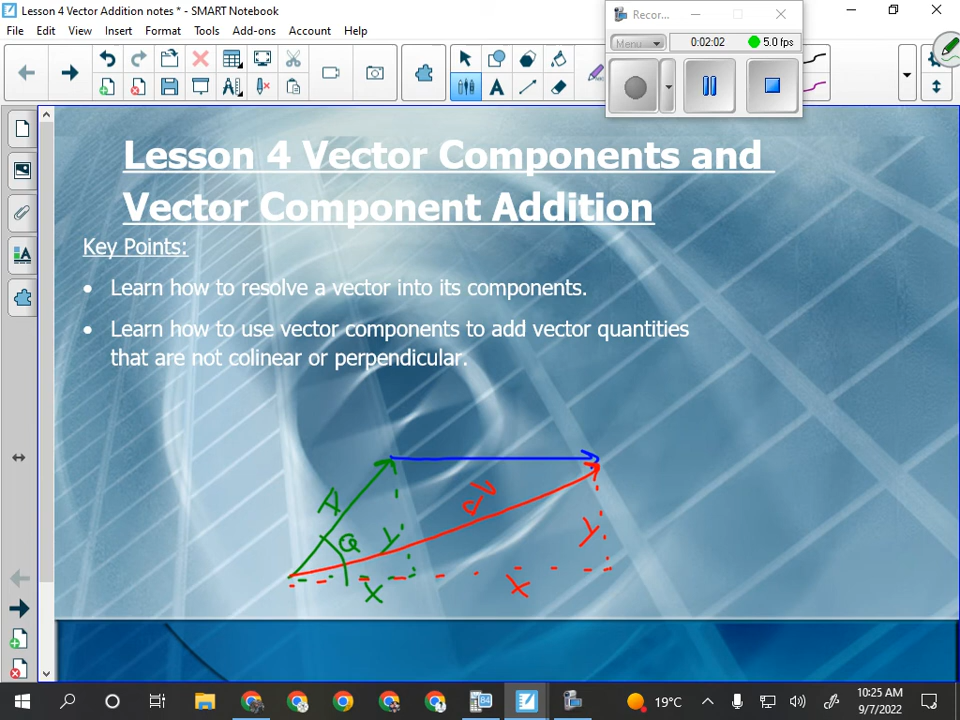 Lesson 4 Vector Addition notes * - SMART Notebook
Recor...
File Edit View Insert Format Tools Add-ons Account Help
Menu
0:02:02
5.0 fps
Lesson 4 Vector Components and
Vector Component Addition
Key Points:
• Learn how to resolve a vector into its components.
• Learn how to use vector components to add vector quantities
that are not colinear or perpendicular.
A
y
x
y
x
19°C
10:25 AM
9/7/2022